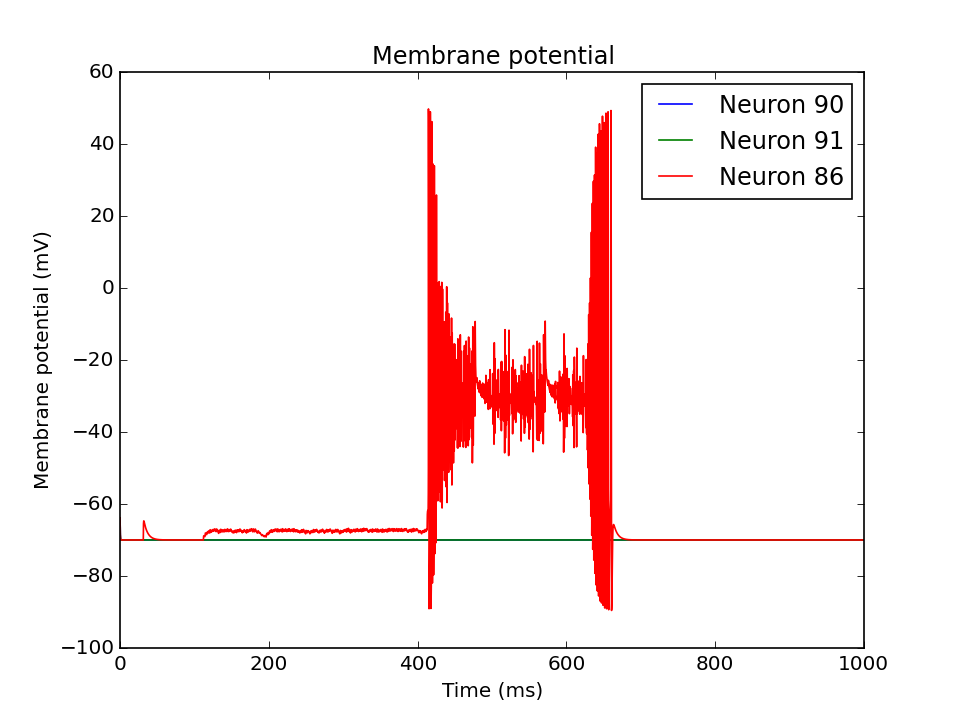 Membrane potential
60
40
20
0
−20
−40
−60
−80
−100
Membrane potential (mV)
Neuron 90
Neuron 91
Neuron 86
0 200 400 600 800 1000
Time (ms)